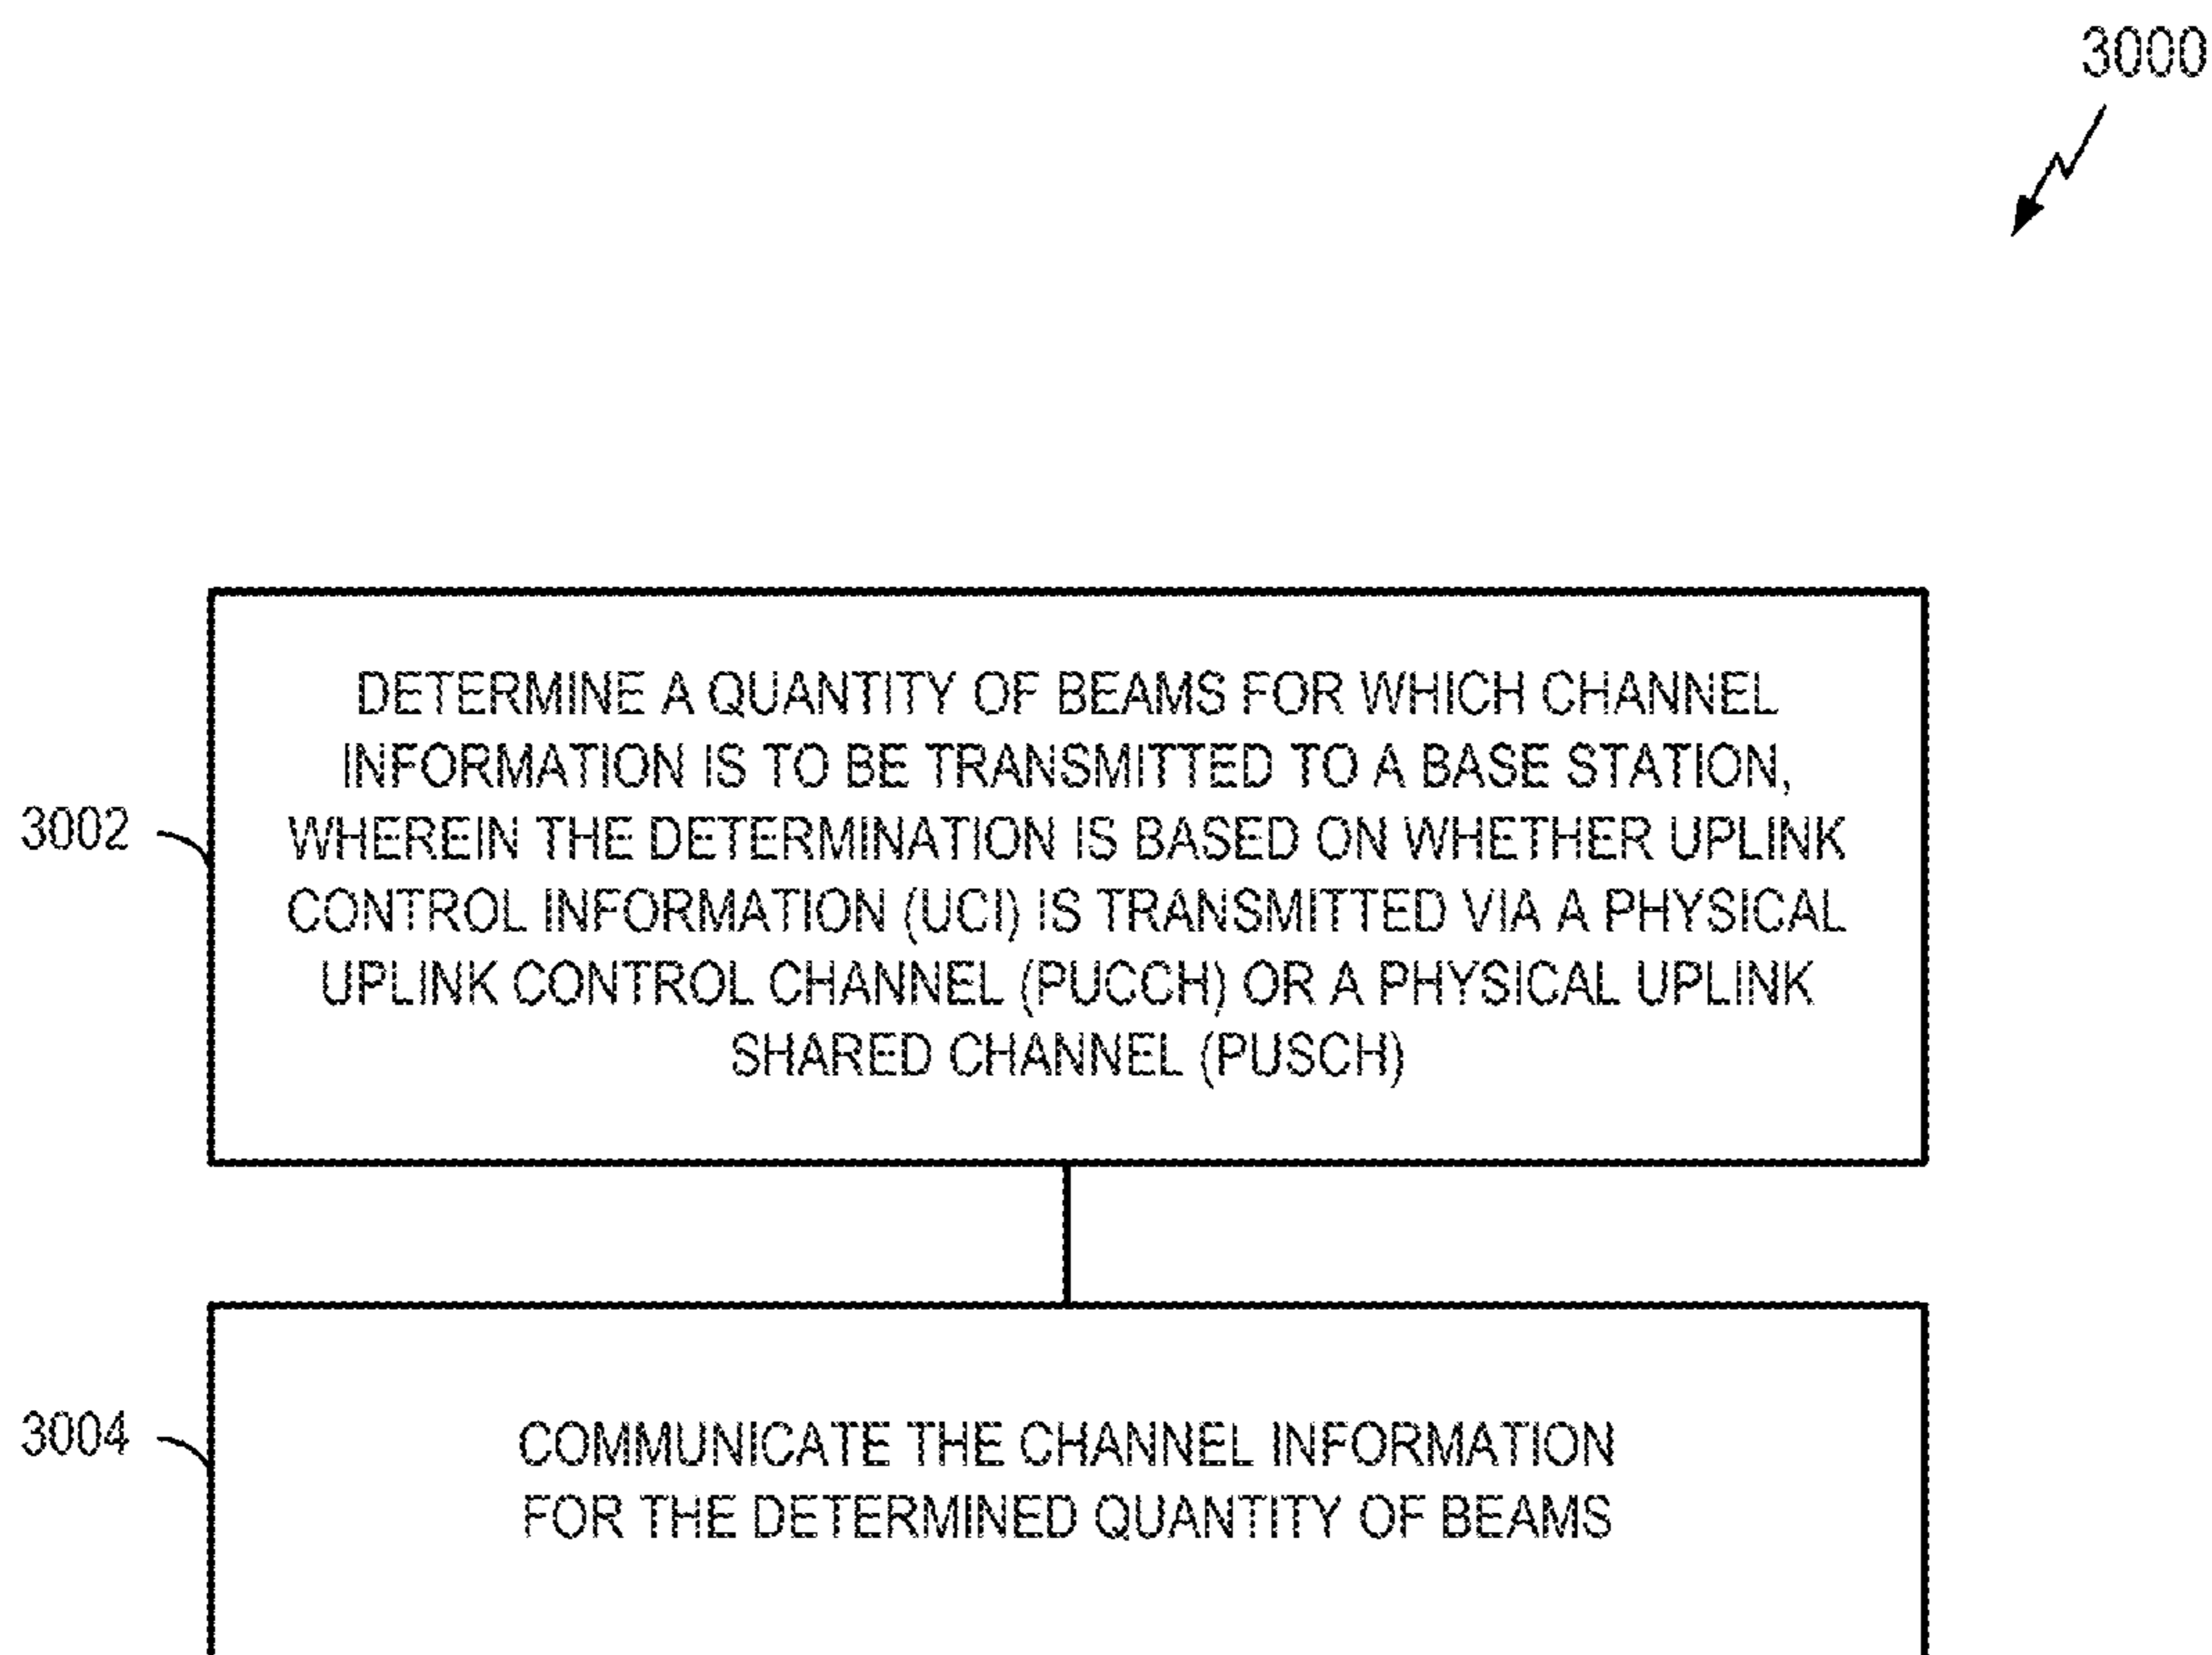 3000
DETERMINE A QUANTITY OF BEAMS FOR WHICH CHANNEL
INFORMATION IS TO BE TRANSMITTED TO A BASE STATION,
WHEREIN THE DETERMINATION IS BASED ON WHETHER UPLINK
3002
CONTROL INFORMATION (UCI) IS TRANSMITTED VIA A PHYSICAL
UPLINK CONTROL CHANNEL (PUCCH) OR A PHYSICAL UPLINK
SHARED CHANNEL (PUSCH)
3004
COMMUNICATE THE CHANNEL INFORMATION
FOR THE DETERMINED QUANTITY OF BEAMS